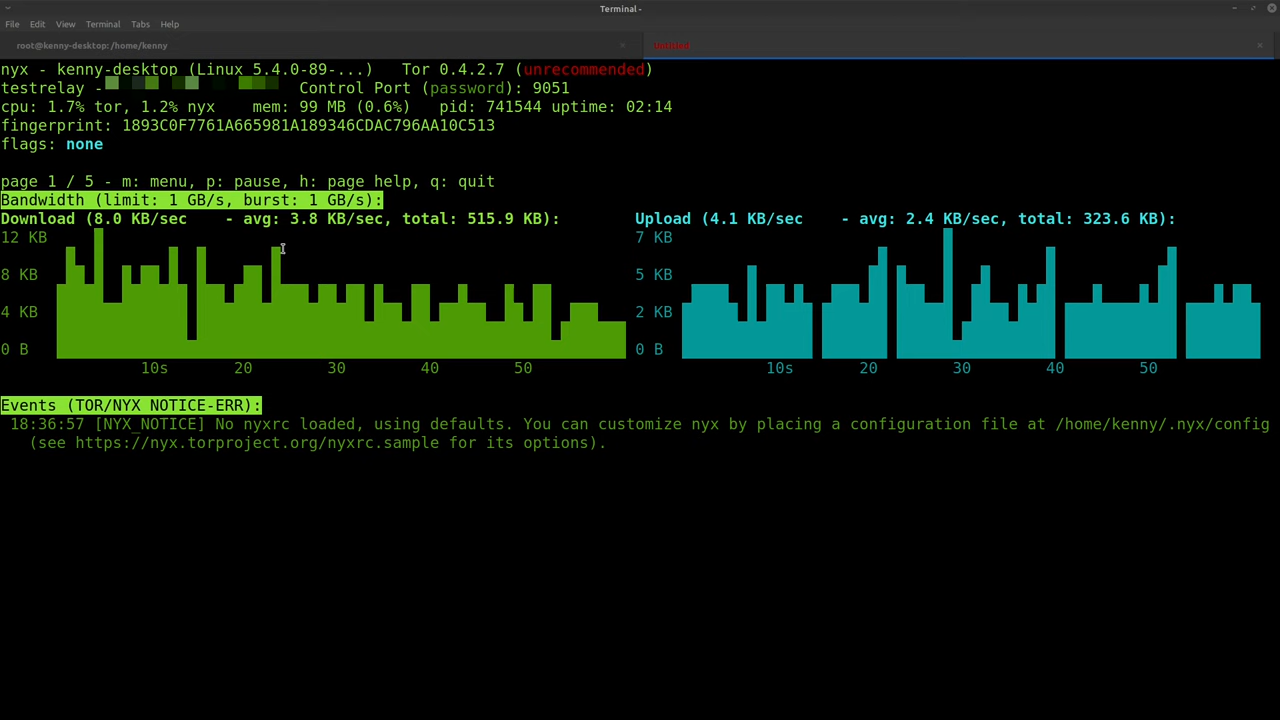 Terminal -
File Edit View Terminal Tabs Help
root@kenny-desktop: /home/kenny
Untitled
nyx - kenny-desktop (Linux 5.4.0-89-...) Tor 0.4.2.7 (unrecommended)
testrelay - Control Port (password): 9051
cpu: 1.7% tor, 1.2% nyx mem: 99 MB (0.6%) pid: 741544 uptime: 02:14
fingerprint: 1893C0F7761A665981A189346CDAC796AA10C513
flags: none
page 1 / 5 - m: menu, p: pause, h: page help, q: quit
Bandwidth (limit: 1 GB/s, burst: 1 GB/s):
Download (8.0 KB/sec - avg: 3.8 KB/sec, total: 515.9 KB): Upload (4.1 KB/sec - avg: 2.4 KB/sec, total: 323.6 KB):
12 KB 7 KB
8 KB 5 KB
4 KB 2 KB
0 B 0 B
10s 20 30 40 50 10s 20 30 40 50
Events (TOR/NYX NOTICE-ERR):
18:36:57 [NYX_NOTICE] No nyxrc loaded, using defaults. You can customize nyx by placing a configuration file at /home/kenny/.nyx/config
(see https://nyx.torproject.org/nyxrc.sample for its options).